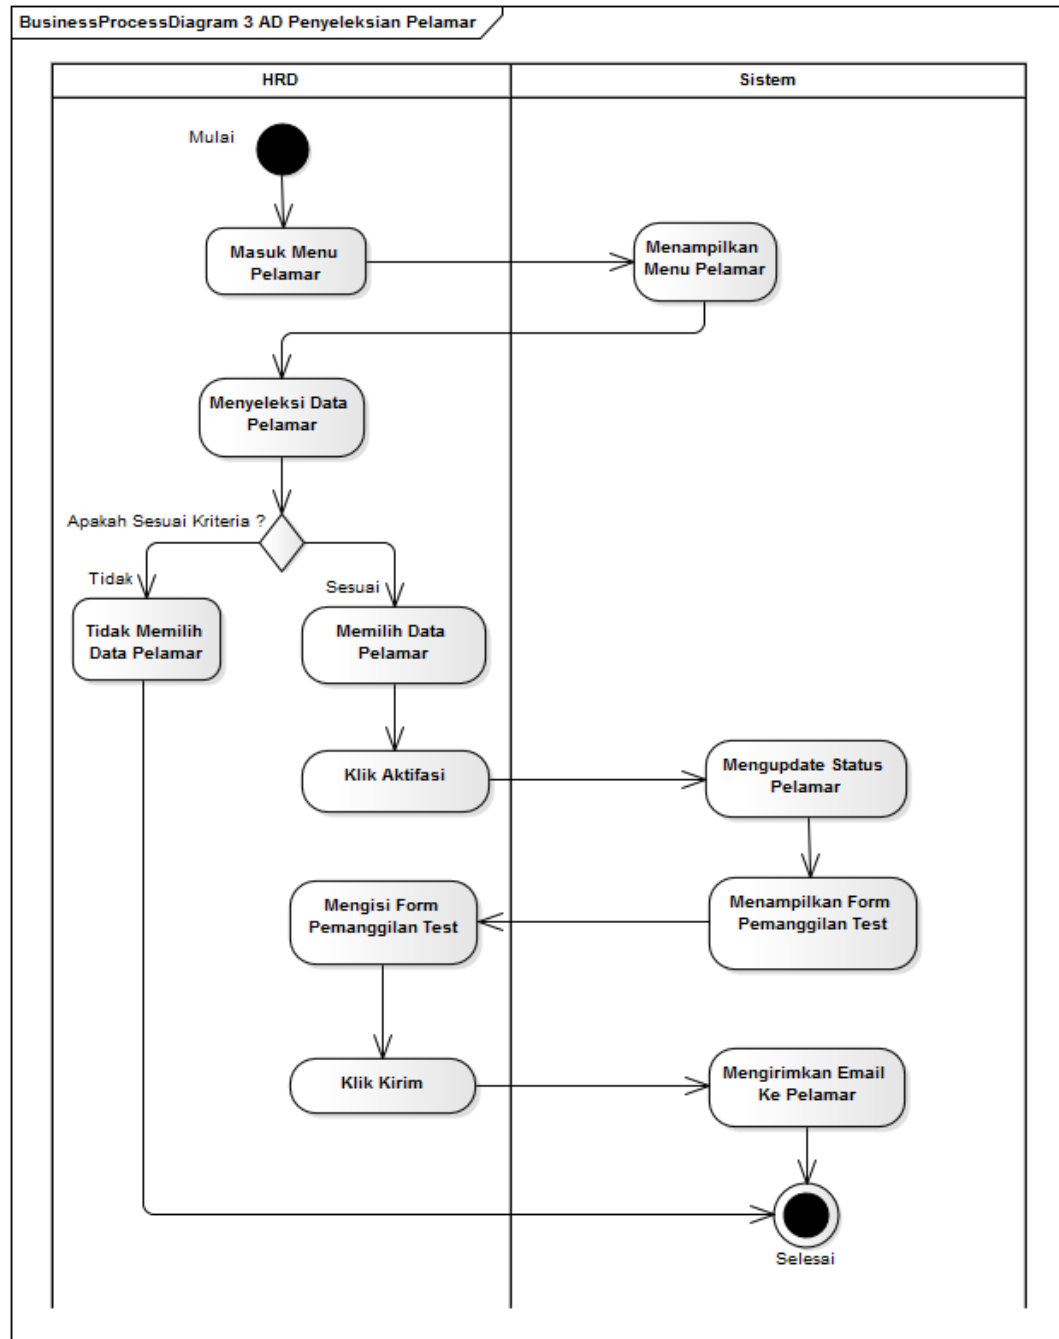 BusinessProcessDiagram 3 AD Penyeleksian Pelamar
HRD
Sistem
Mulai
Masuk Menu
Pelamar
Menampilkan
Menu Pelamar
Menyeleksi Data
Pelamar
Apakah Sesuai Kriteria ?
Tidak
Sesuai
Tidak Memilih
Data Pelamar
Memilih Data
Pelamar
Klik Aktifasi
Mengupdate Status
Pelamar
Menampilkan Form
Pemanggilan Test
Mengisi Form
Pemanggilan Test
Klik Kirim
Mengirimkan Email
Ke Pelamar
Selesai